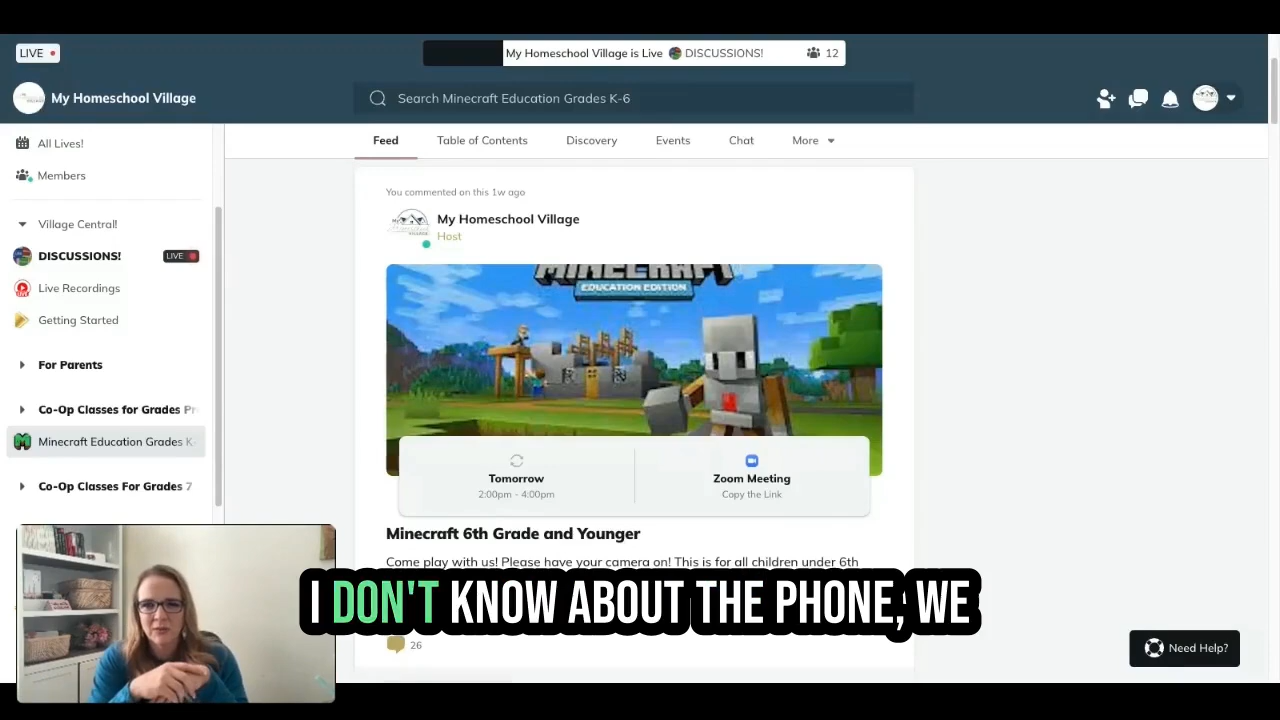 LIVE
My Homeschool Village is Live DISCUSSIONS! 12
My Homeschool Village
Search Minecraft Education Grades K-6
All Lives!
Members
Village Central!
DISCUSSIONS! LIVE
Live Recordings
Getting Started
For Parents
Co-Op Classes for Grades Pr
Minecraft Education Grades K-
Co-Op Classes For Grades 7
Feed Table of Contents Discovery Events Chat More
You commented on this 1w ago
My Homeschool Village
Host
MINECRAFT
EDUCATION EDITION
Tomorrow
2:00pm - 4:00pm
Zoom Meeting
Copy the Link
Minecraft 6th Grade and Younger
Come play with us! Please have your camera on! This is for all children under 6th
I DON'T KNOW ABOUT THE PHONE, WE
26
Need Help?